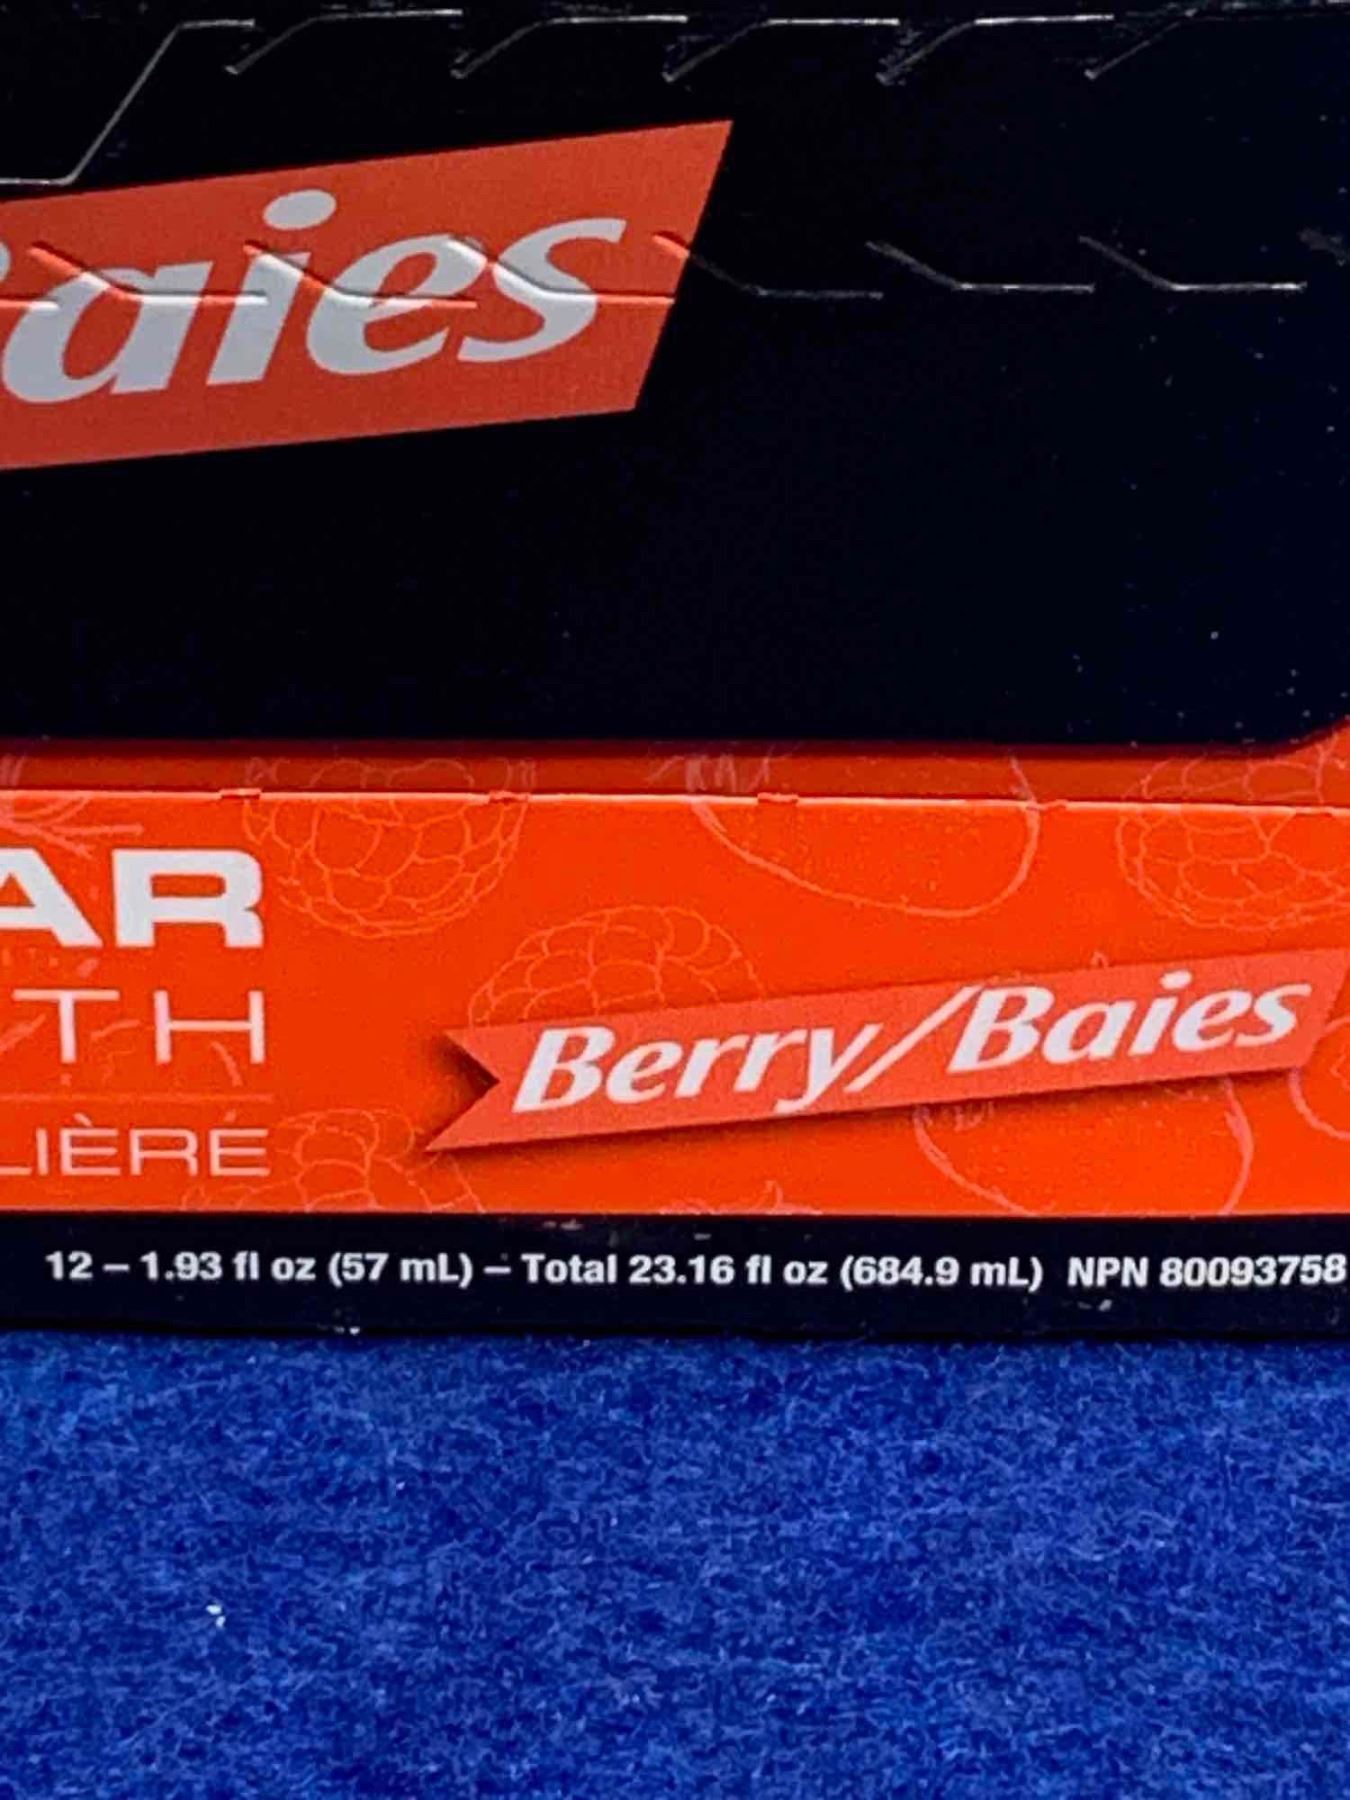 aies
AR
TH
LIÈRE
Berry/Baies
12 – 1.93 fl oz (57 mL) – Total 23.16 fl oz (684.9 mL) NPN 80093758